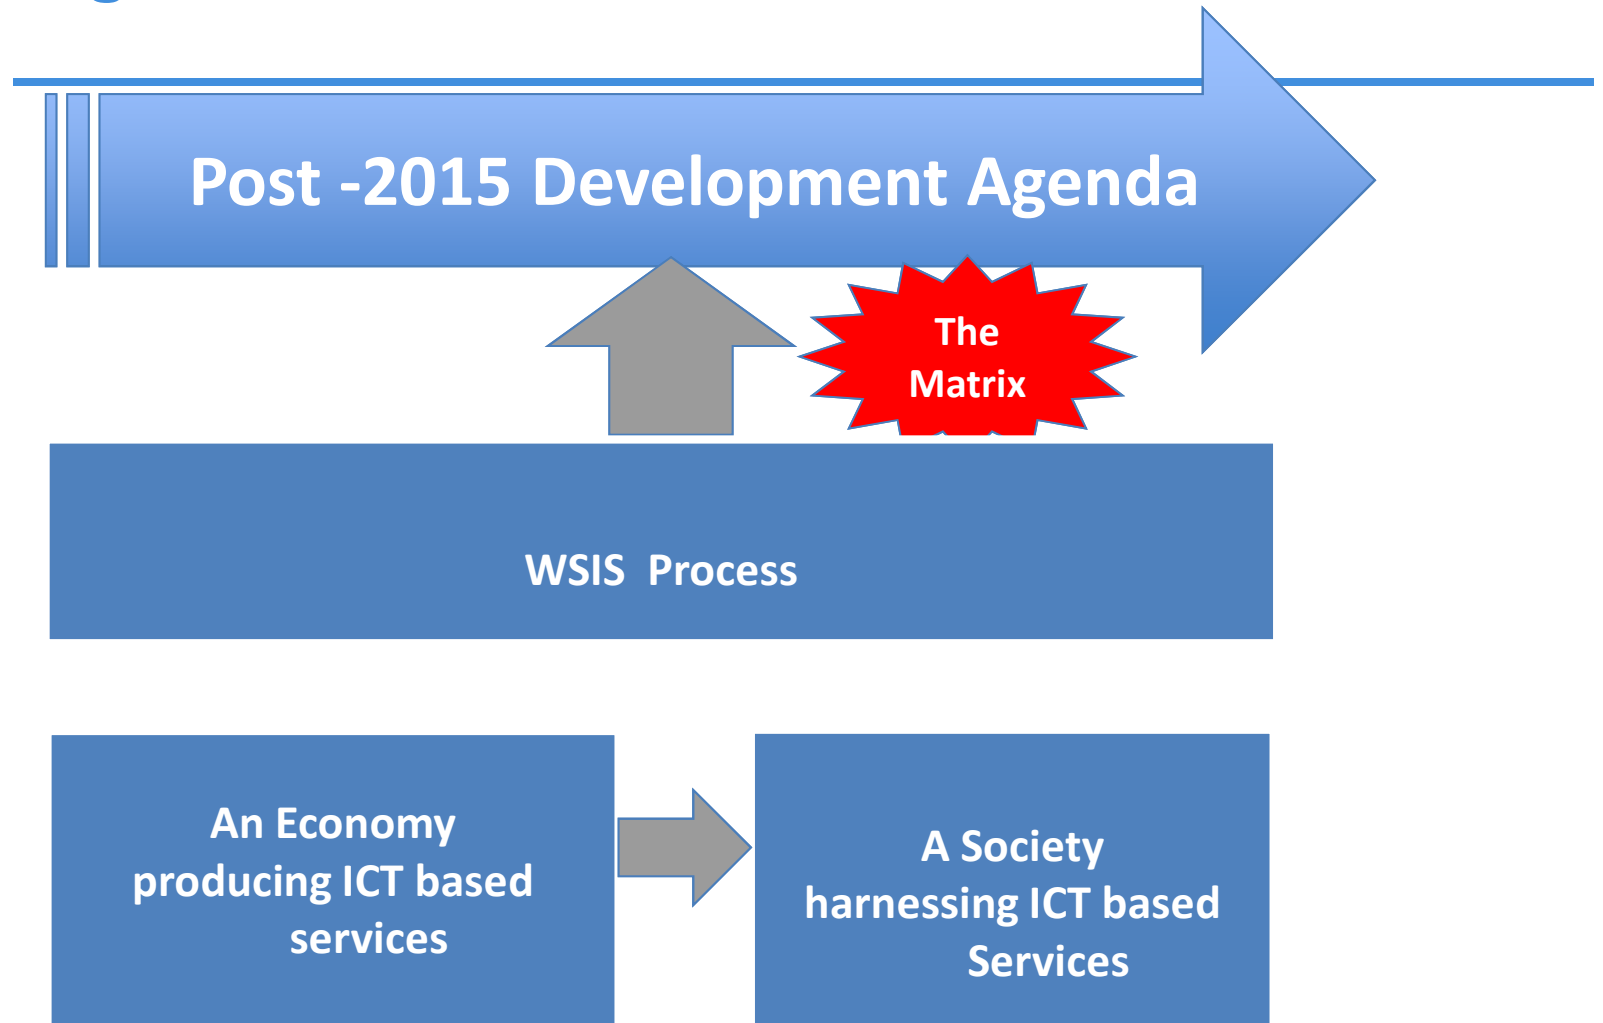 Post -2015 Development Agenda
The
Matrix
WSIS  Process
An Economy
producing ICT based
services
A Society
harnessing ICT based
Services